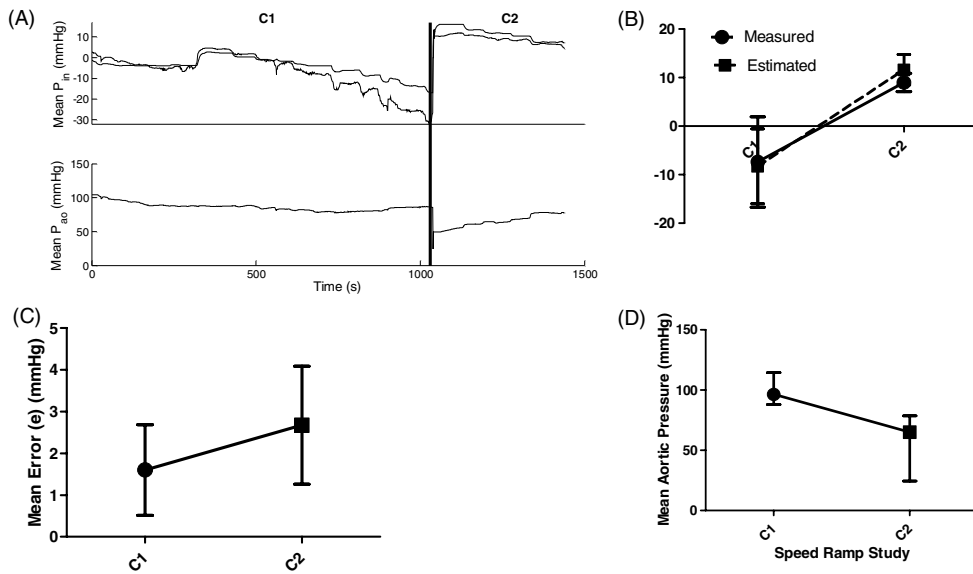 (A)
C1
C2
Mean P in (mmHg)
10
0
-10
-20
-30
Mean P ao (mmHg)
150
100
50
0
0
500
1000
1500
Time (s)
(B)
Measured
Estimated
20
10
0
-10
-20
C1
C2
(C)
Mean Error (e) (mmHg)
5
4
3
2
1
0
C1
C2
(D)
Mean Aortic Pressure (mmHg)
150
100
50
0
C1
C2
Speed Ramp Study